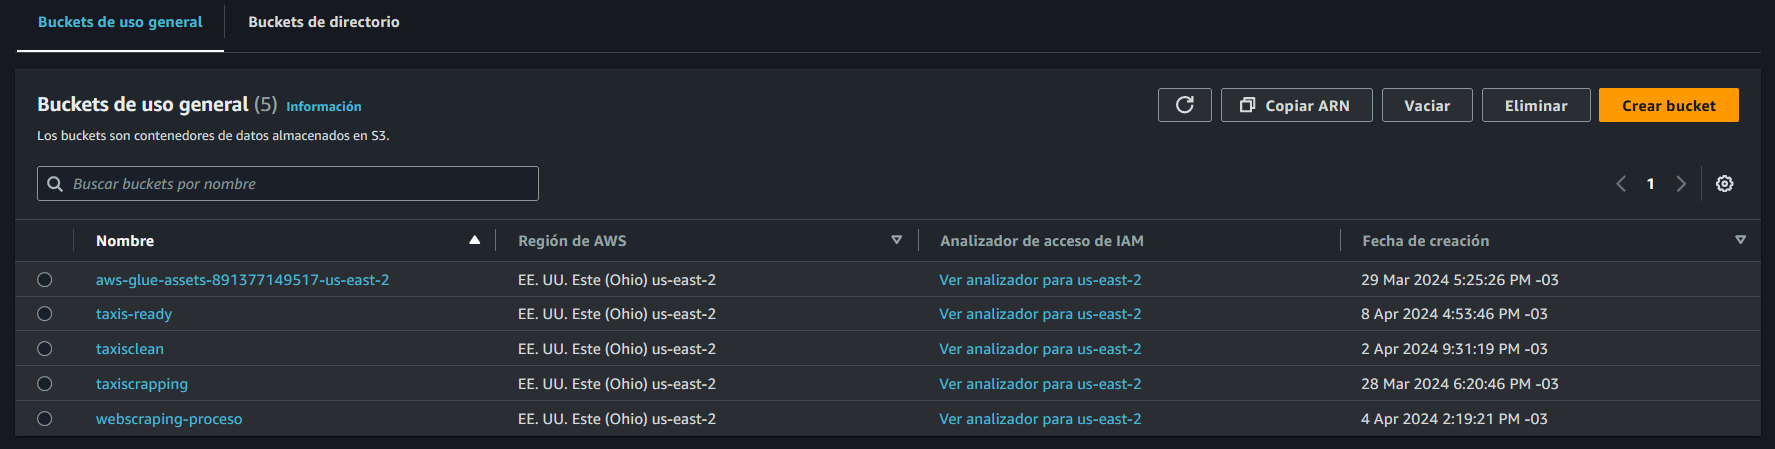 Buckets de uso general Buckets de directorio
Buckets de uso general (5) Información
Copiar ARN Vaciar Eliminar Crear bucket
Los buckets son contenedores de datos almacenados en S3.
Buscar buckets por nombre
1
Nombre Región de AWS Analizador de acceso de IAM Fecha de creación
aws-glue-assets-891377149517-us-east-2 EE. UU. Este (Ohio) us-east-2 Ver analizador para us-east-2 29 Mar 2024 5:25:26 PM -03
taxis-ready EE. UU. Este (Ohio) us-east-2 Ver analizador para us-east-2 8 Apr 2024 4:53:46 PM -03
taxisclean EE. UU. Este (Ohio) us-east-2 Ver analizador para us-east-2 2 Apr 2024 9:31:19 PM -03
taxiscrapping EE. UU. Este (Ohio) us-east-2 Ver analizador para us-east-2 28 Mar 2024 6:20:46 PM -03
webscraping-proceso EE. UU. Este (Ohio) us-east-2 Ver analizador para us-east-2 4 Apr 2024 2:19:21 PM -03